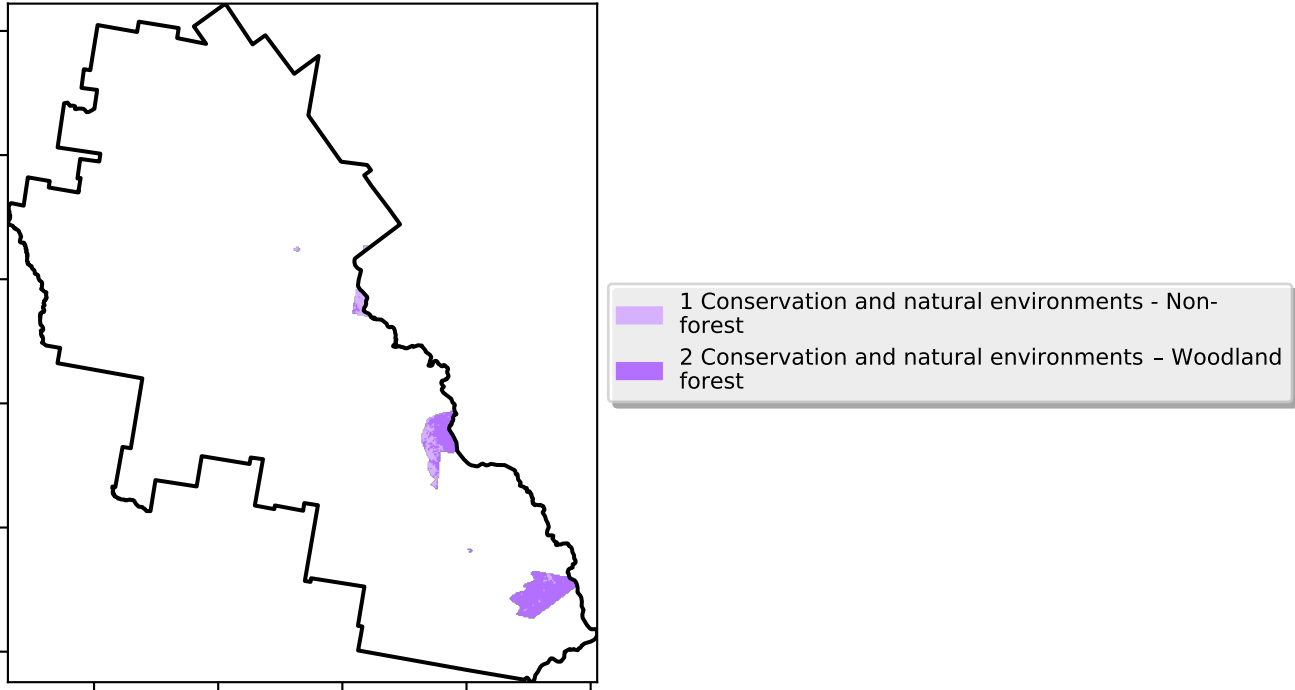 1 Conservation and natural environments - Non-
forest
2 Conservation and natural environments – Woodland
forest